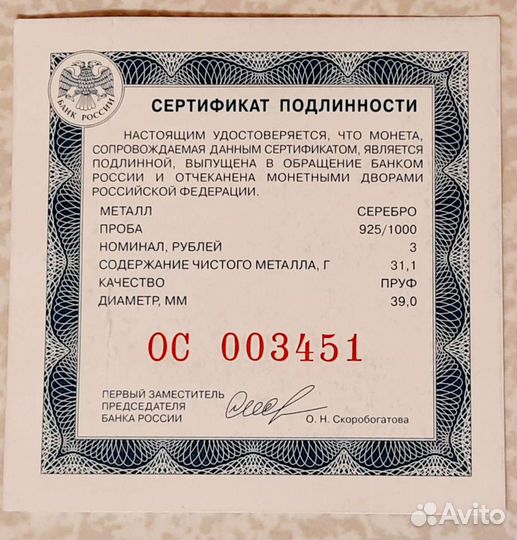 БАНК РОССИИ
СЕРТИФИКАТ ПОДЛИННОСТИ
НАСТОЯЩИМ УДОСТОВЕРЯЕТСЯ, ЧТО МОНЕТА,
СОПРОВОЖДАЕМАЯ ДАННЫМ СЕРТИФИКАТОМ, ЯВЛЯЕТСЯ
ПОДЛИННОЙ, ВЫПУЩЕНА В ОБРАЩЕНИЕ БАНКОМ
РОССИИ И ОТЧЕКАНЕНА МОНЕТНЫМИ ДВОРАМИ
РОССИЙСКОЙ ФЕДЕРАЦИИ.
МЕТАЛЛ СЕРЕБРО
ПРОБА 925/1000
НОМИНАЛ, РУБЛЕЙ 3
СОДЕРЖАНИЕ ЧИСТОГО МЕТАЛЛА, Г 31,1
КАЧЕСТВО ПРУФ
ДИАМЕТР, ММ 39,0
ОС 003451
ПЕРВЫЙ ЗАМЕСТИТЕЛЬ
ПРЕДСЕДАТЕЛЯ
БАНКА РОССИИ
О. Н. Скоробогатова
Avito